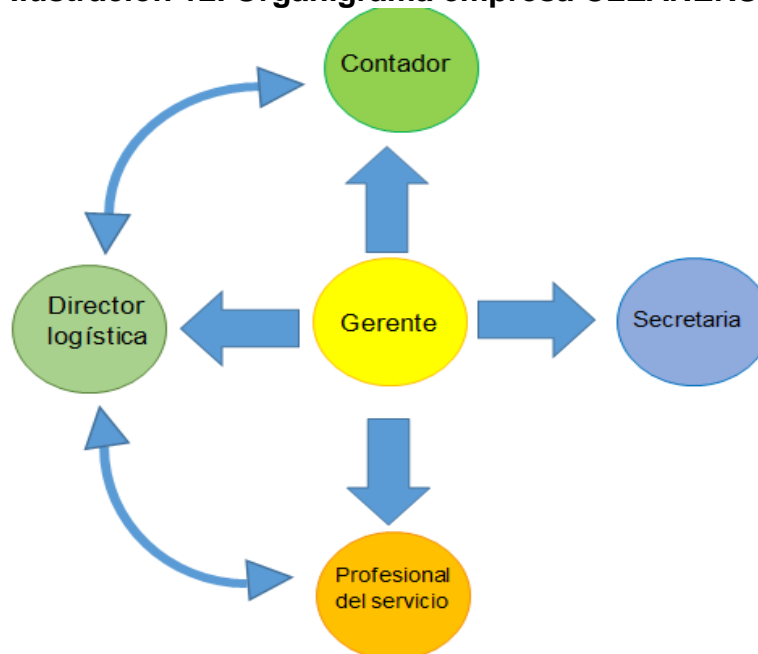 Contador
Director
logística
Gerente
Secretaria
Profesional
del servicio